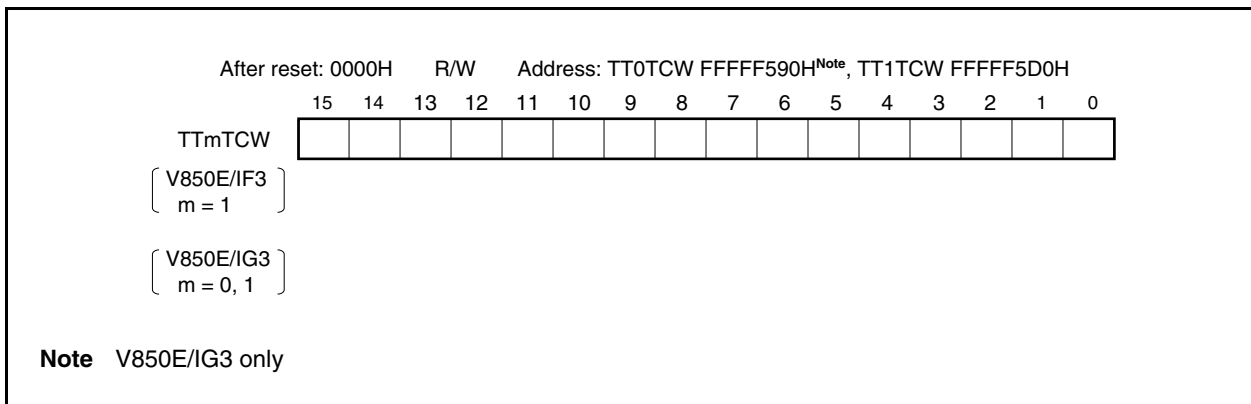 After reset: 0000H R/W Address: TT0TCW FFFFF590HNote, TT1TCW FFFFF5D0H
15 14 13 12 11 10 9 8 7 6 5 4 3 2 1 0
TTmTCW
V850E/IF3
m = 1
V850E/IG3
m = 0, 1
Note V850E/IG3 only